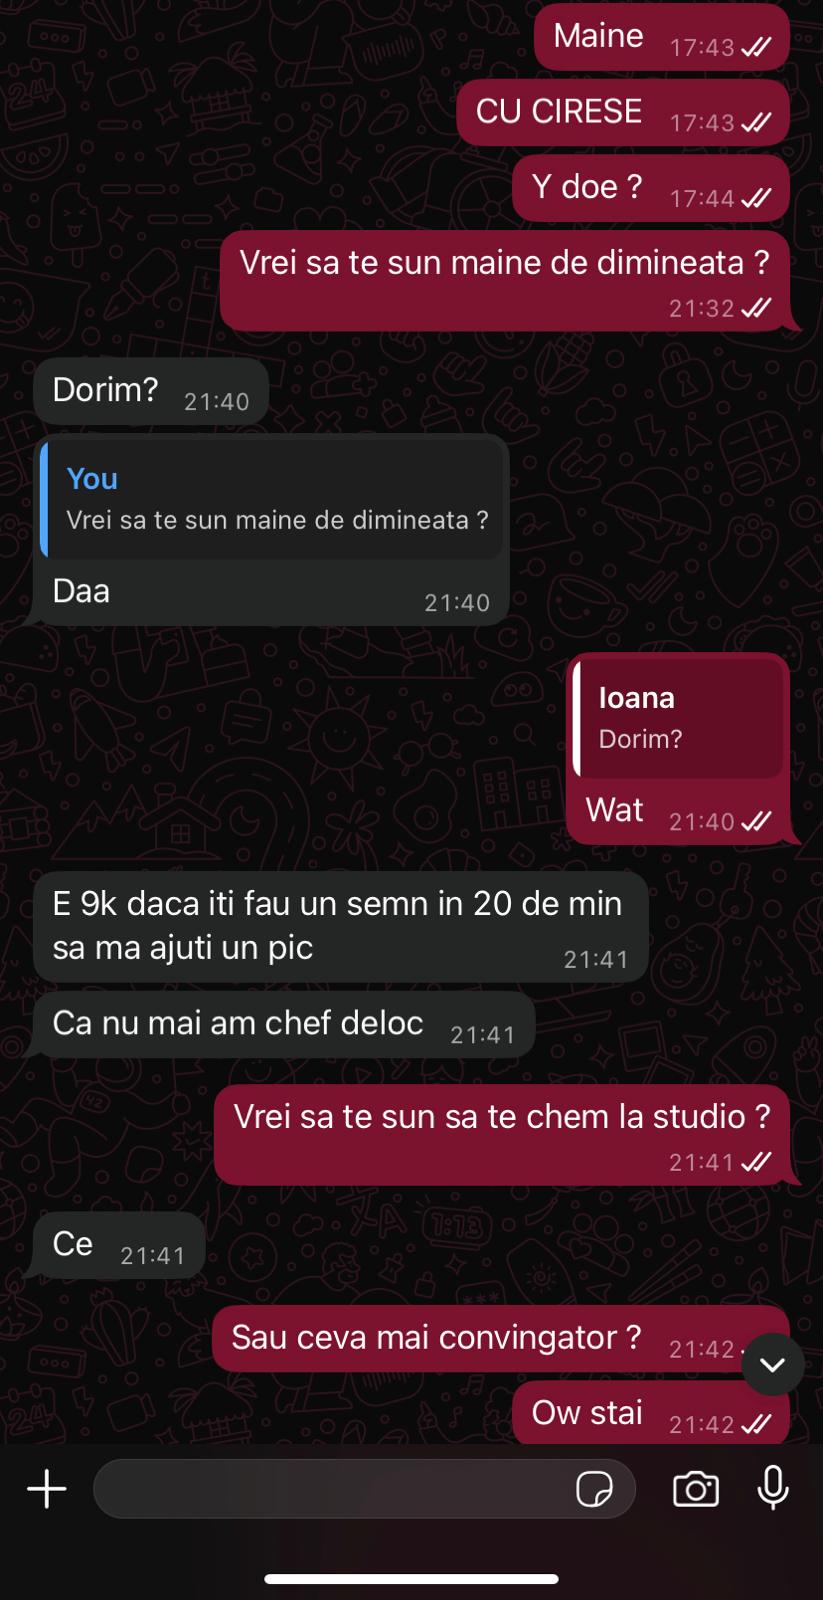 Maine 17:43
CU CIRESE 17:43
Y doe ? 17:44
Vrei sa te sun maine de dimineata ?
21:32
Dorim? 21:40
You
Vrei sa te sun maine de dimineata ?
Daa 21:40
Ioana
Dorim?
Wat 21:40
E 9k daca iti fau un semn in 20 de min
sa ma ajuti un pic 21:41
Ca nu mai am chef deloc 21:41
Vrei sa te sun sa te chem la studio ?
21:41
Ce 21:41
Sau ceva mai convingator ? 21:42
Ow stai 21:42